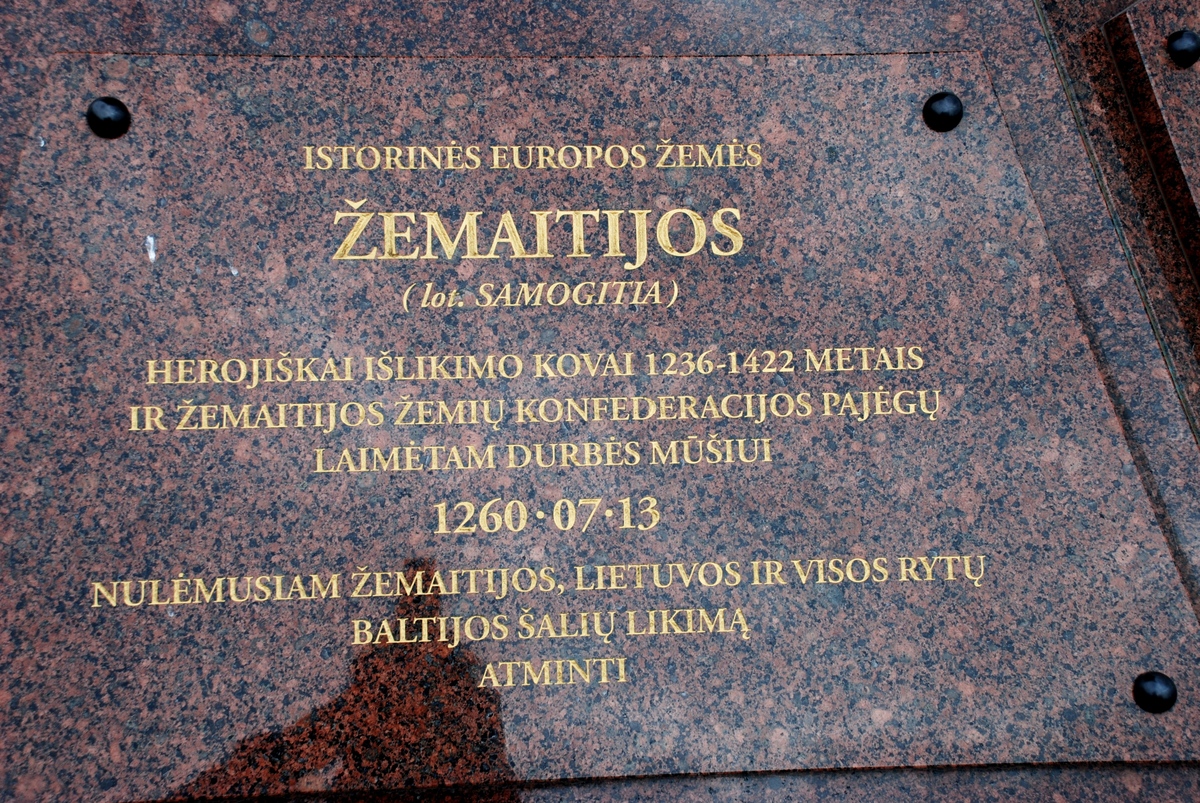 ISTORINĖS EUROPOS ŽEMĖS
ŽEMAITIJOS
(lot. SAMOGITIA)
HEROJIŠKAI IŠLIKIMO KOVAI 1236-1422 METAIS
IR ŽEMAITIJOS ŽEMIŲ KONFEDERACIJOS PAJĖGŲ
LAIMĖTAM DURBĖS MŪŠIUI
1260·07·13
NULĖMUSIAM ŽEMAITIJOS, LIETUVOS IR VISOS RYTŲ
BALTIJOS ŠALIŲ LIKIMĄ
ATMINTI